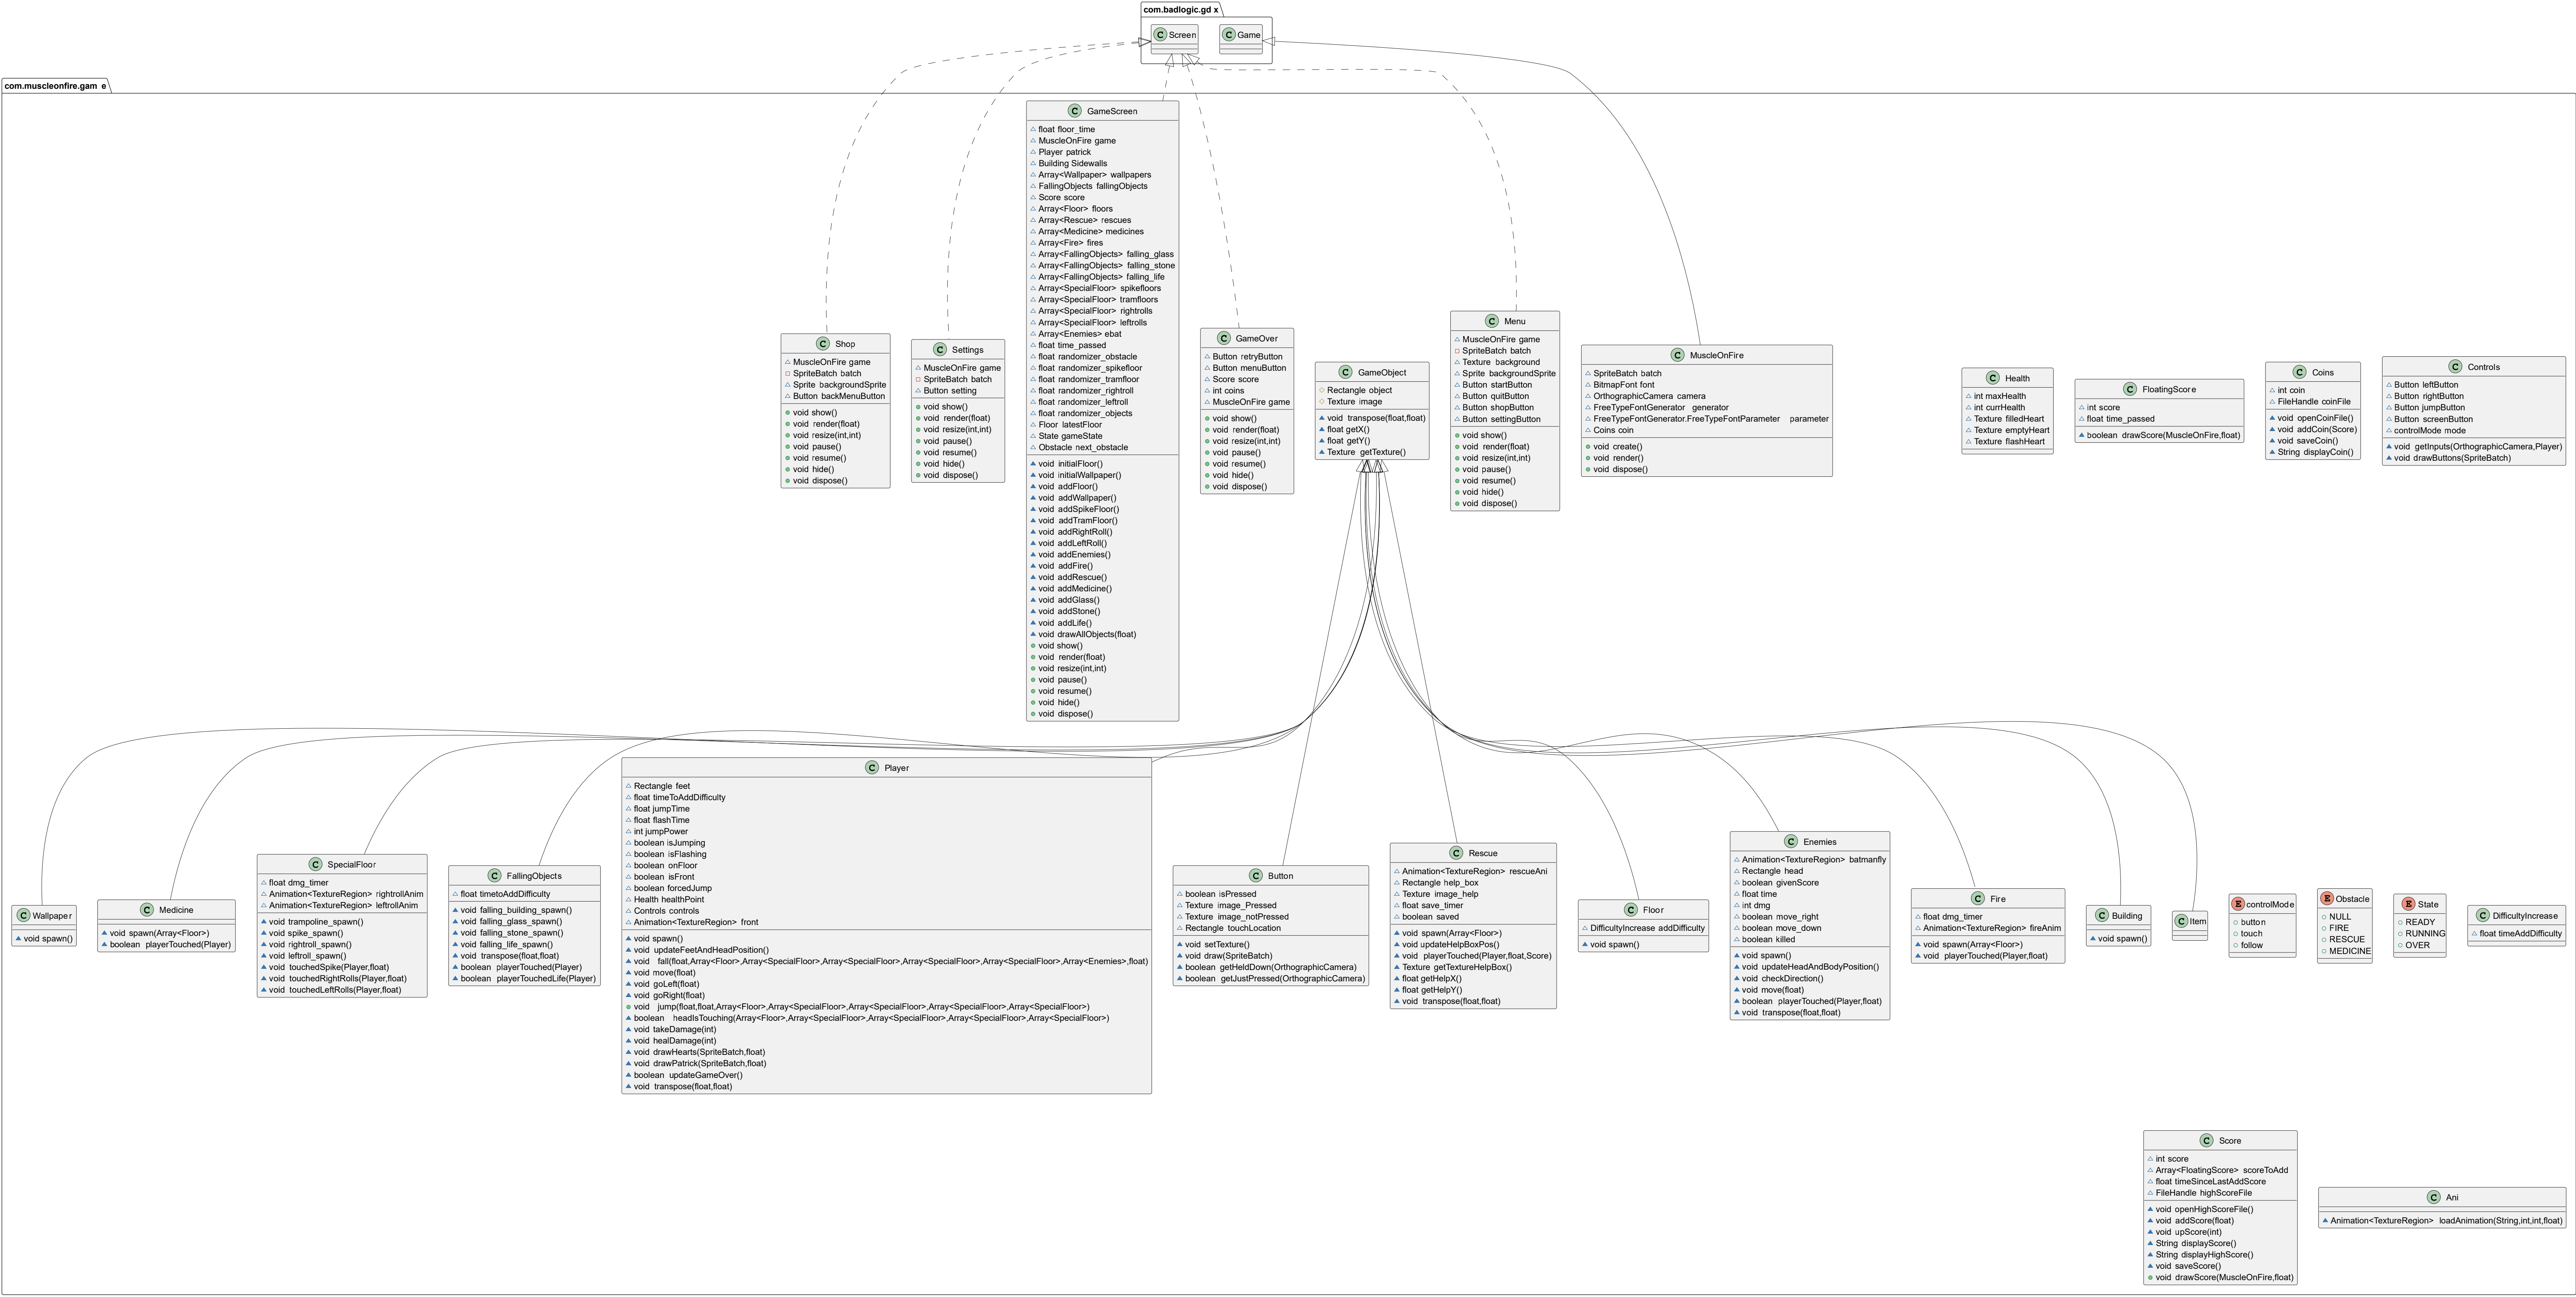 com.badlogic.gd x
C Screen
C Game
com.muscleonfire.gam e
C GameScreen
float floor_time
MuscleOnFire game
Player patrick
Building Sidewalls
Array<Wallpaper> wallpapers
FallingObjects fallingObjects
Score score
Array<Floor> floors
Array<Rescue> rescues
Array<Medicine> medicines
Array<Fire> fires
Array<FallingObjects> falling_glass
Array<FallingObjects> falling_stone
Array<FallingObjects> falling_life
Array<SpecialFloor> spikefloors
Array<SpecialFloor> tramfloors
Array<SpecialFloor> rightrolls
Array<SpecialFloor> leftrolls
Array<Enemies> ebat
float time_passed
float randomizer_obstacle
float randomizer_spikefloor
float randomizer_tramfloor
float randomizer_rightroll
float randomizer_leftroll
float randomizer_objects
Floor latestFloor
State gameState
Obstacle next_obstacle
void initialFloor()
void initialWallpaper()
void addFloor()
void addWallpaper()
void addSpikeFloor()
void addTramFloor()
void addRightRoll()
void addLeftRoll()
void addEnemies()
void addFire()
void addRescue()
void addMedicine()
void addGlass()
void addStone()
void addLife()
void drawAllObjects(float)
void show()
void render(float)
void resize(int,int)
void pause()
void resume()
void hide()
void dispose()
C Shop
MuscleOnFire game
SpriteBatch batch
Sprite backgroundSprite
Button backMenuButton
void show()
void render(float)
void resize(int,int)
void pause()
void resume()
void hide()
void dispose()
C Settings
MuscleOnFire game
SpriteBatch batch
Button setting
void show()
void render(float)
void resize(int,int)
void pause()
void resume()
void hide()
void dispose()
C GameOver
Button retryButton
Button menuButton
Score score
int coins
MuscleOnFire game
void show()
void render(float)
void resize(int,int)
void pause()
void resume()
void hide()
void dispose()
C GameObject
Rectangle object
Texture image
void transpose(float,float)
float getX()
float getY()
Texture getTexture()
C Menu
MuscleOnFire game
SpriteBatch batch
Texture background
Sprite backgroundSprite
Button startButton
Button quitButton
Button shopButton
Button settingButton
void show()
void render(float)
void resize(int,int)
void pause()
void resume()
void hide()
void dispose()
C MuscleOnFire
SpriteBatch batch
BitmapFont font
OrthographicCamera camera
FreeTypeFontGenerator generator
FreeTypeFontGenerator.FreeTypeFontParameter parameter
Coins coin
void create()
void render()
void dispose()
C Health
int maxHealth
int currHealth
Texture filledHeart
Texture emptyHeart
Texture flashHeart
C FloatingScore
int score
float time_passed
boolean drawScore(MuscleOnFire,float)
C Coins
int coin
FileHandle coinFile
void openCoinFile()
void addCoin(Score)
void saveCoin()
String displayCoin()
C Controls
Button leftButton
Button rightButton
Button jumpButton
Button screenButton
controlMode mode
void getInputs(OrthographicCamera,Player)
void drawButtons(SpriteBatch)
C Wallpaper
void spawn()
C Medicine
void spawn(Array<Floor>)
boolean playerTouched(Player)
C SpecialFloor
float dmg_timer
Animation<TextureRegion> rightrollAnim
Animation<TextureRegion> leftrollAnim
void trampoline_spawn()
void spike_spawn()
void rightroll_spawn()
void leftroll_spawn()
void touchedSpike(Player,float)
void touchedRightRolls(Player,float)
void touchedLeftRolls(Player,float)
C FallingObjects
float timetoAddDifficulty
void falling_building_spawn()
void falling_glass_spawn()
void falling_stone_spawn()
void falling_life_spawn()
void transpose(float,float)
boolean playerTouched(Player)
boolean playerTouchedLife(Player)
C Player
Rectangle feet
float timeToAddDifficulty
float jumpTime
float flashTime
int jumpPower
boolean isJumping
boolean isFlashing
boolean onFloor
boolean isFront
boolean forcedJump
Health healthPoint
Controls controls
Animation<TextureRegion> front
void spawn()
void updateFeetAndHeadPosition()
void fall(float,Array<Floor>,Array<SpecialFloor>,Array<SpecialFloor>,Array<SpecialFloor>,Array<SpecialFloor>,Array<Enemies>,float)
void move(float)
void goLeft(float)
void goRight(float)
void jump(float,float,Array<Floor>,Array<SpecialFloor>,Array<SpecialFloor>,Array<SpecialFloor>,Array<SpecialFloor>)
boolean headIsTouching(Array<Floor>,Array<SpecialFloor>,Array<SpecialFloor>,Array<SpecialFloor>,Array<SpecialFloor>)
void takeDamage(int)
void healDamage(int)
void drawHearts(SpriteBatch,float)
void drawPatrick(SpriteBatch,float)
boolean updateGameOver()
void transpose(float,float)
C Button
boolean isPressed
Texture image_Pressed
Texture image_notPressed
Rectangle touchLocation
void setTexture()
void draw(SpriteBatch)
boolean getHeldDown(OrthographicCamera)
boolean getJustPressed(OrthographicCamera)
C Rescue
Animation<TextureRegion> rescueAni
Rectangle help_box
Texture image_help
float save_timer
boolean saved
void spawn(Array<Floor>)
void updateHelpBoxPos()
void playerTouched(Player,float,Score)
Texture getTextureHelpBox()
float getHelpX()
float getHelpY()
void transpose(float,float)
C Floor
DifficultyIncrease addDifficulty
void spawn()
C Enemies
Animation<TextureRegion> batmanfly
Rectangle head
boolean givenScore
float time
int dmg
boolean move_right
boolean move_down
boolean killed
void spawn()
void updateHeadAndBodyPosition()
void checkDirection()
void move(float)
boolean playerTouched(Player,float)
void transpose(float,float)
C Fire
float dmg_timer
Animation<TextureRegion> fireAnim
void spawn(Array<Floor>)
void playerTouched(Player,float)
C Building
void spawn()
C Item
E controlMode
button
touch
follow
E Obstacle
NULL
FIRE
RESCUE
MEDICINE
E State
READY
RUNNING
OVER
C DifficultyIncrease
float timeAddDifficulty
C Score
int score
Array<FloatingScore> scoreToAdd
float timeSinceLastAddScore
FileHandle highScoreFile
void openHighScoreFile()
void addScore(float)
void upScore(int)
String displayScore()
String displayHighScore()
void saveScore()
void drawScore(MuscleOnFire,float)
C Ani
Animation<TextureRegion> loadAnimation(String,int,int,float)